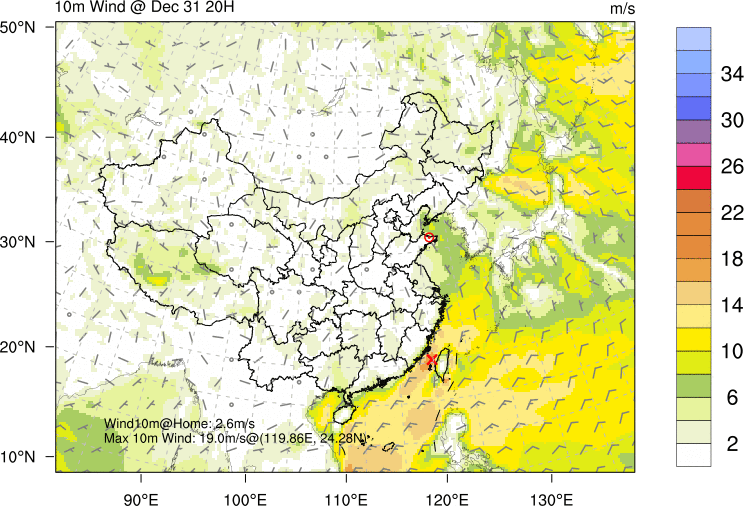 10m Wind @ Dec 31 20H
m/s
50°N
40°N
30°N
20°N
10°N
Wind10m@Home: 2.6m/s
Max 10m Wind: 19.0m/s@(119.86E, 24.28N)
90°E
100°E
110°E
120°E
130°E
34
30
26
22
18
14
10
6
2